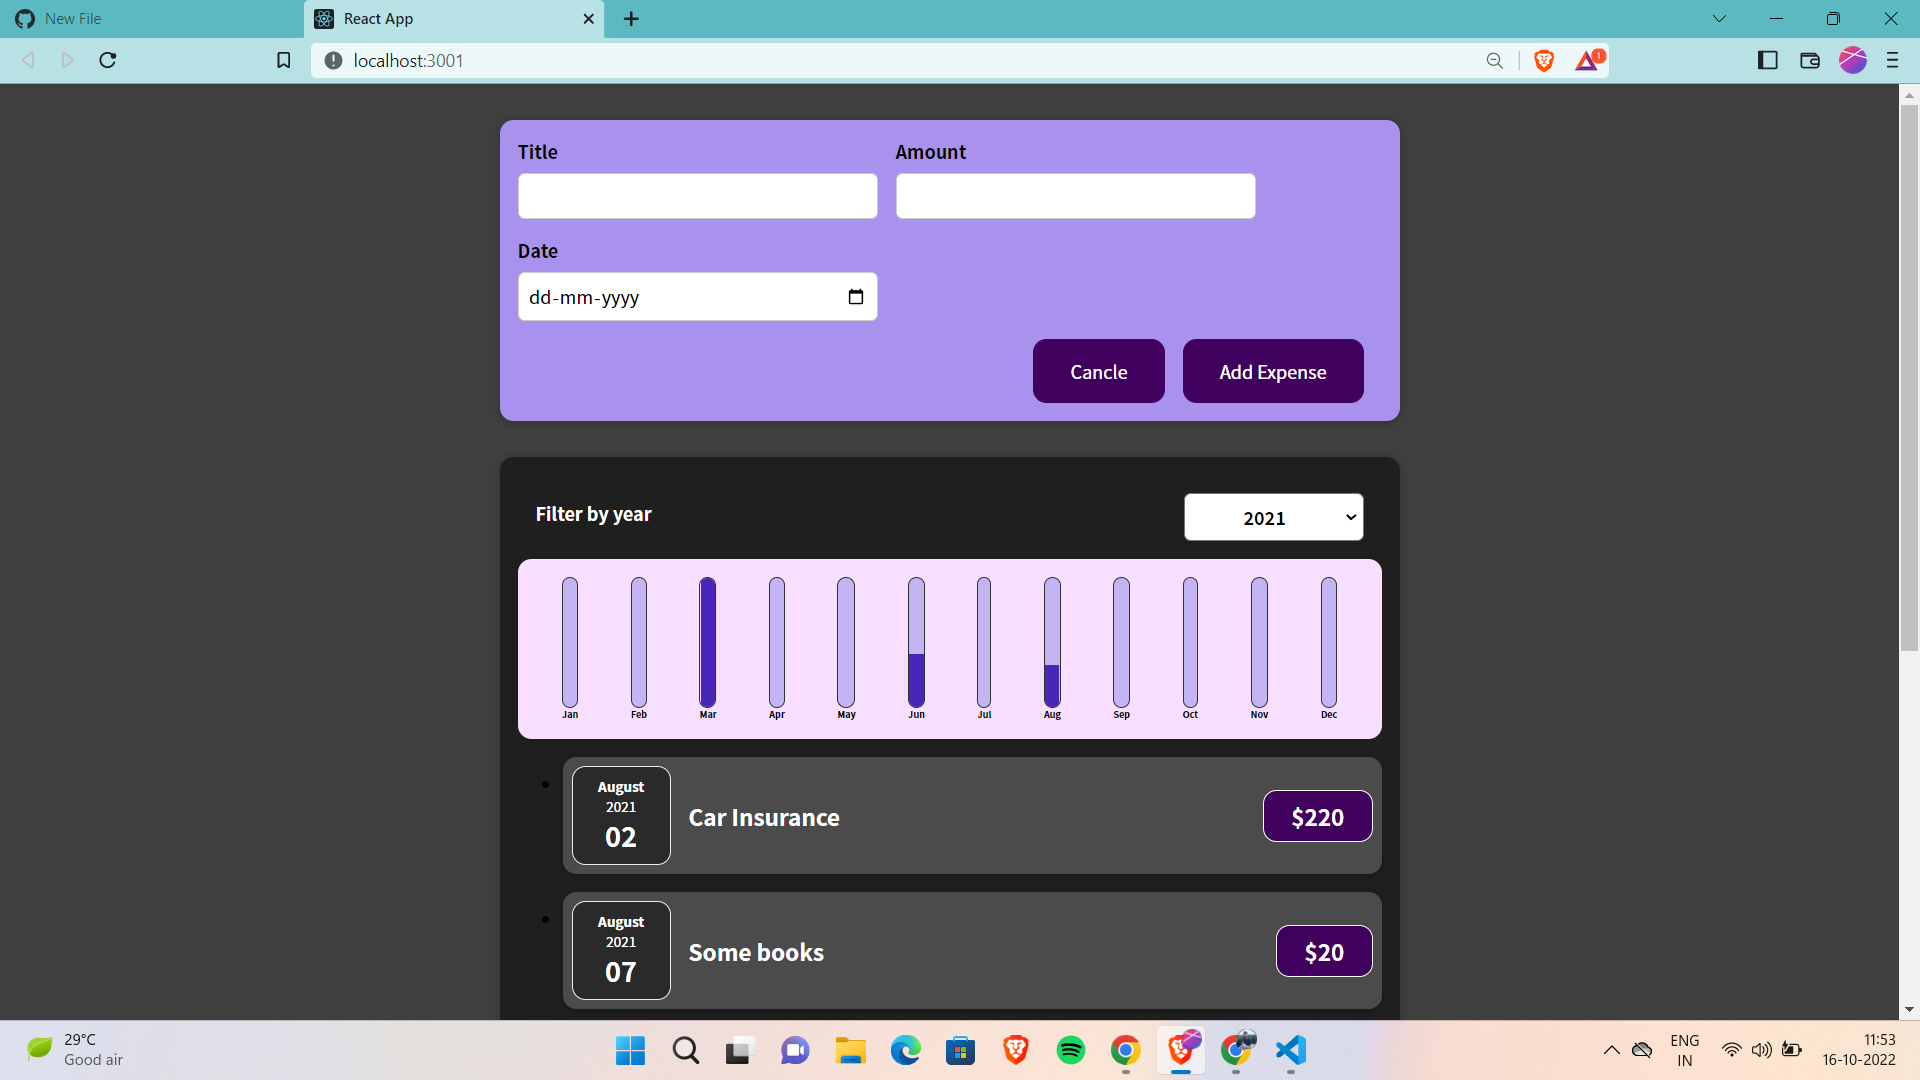 New File
React App
localhost:3001
1
Title
Amount
Date
dd-mm-yyyy
Cancle
Add Expense
Filter by year
2021
Jan Feb Mar Apr May Jun Jul Aug Sep Oct Nov Dec
August
2021
02
Car Insurance
$220
August
2021
07
Some books
$20
29°C
Good air
ENG
IN
11:53
16-10-2022